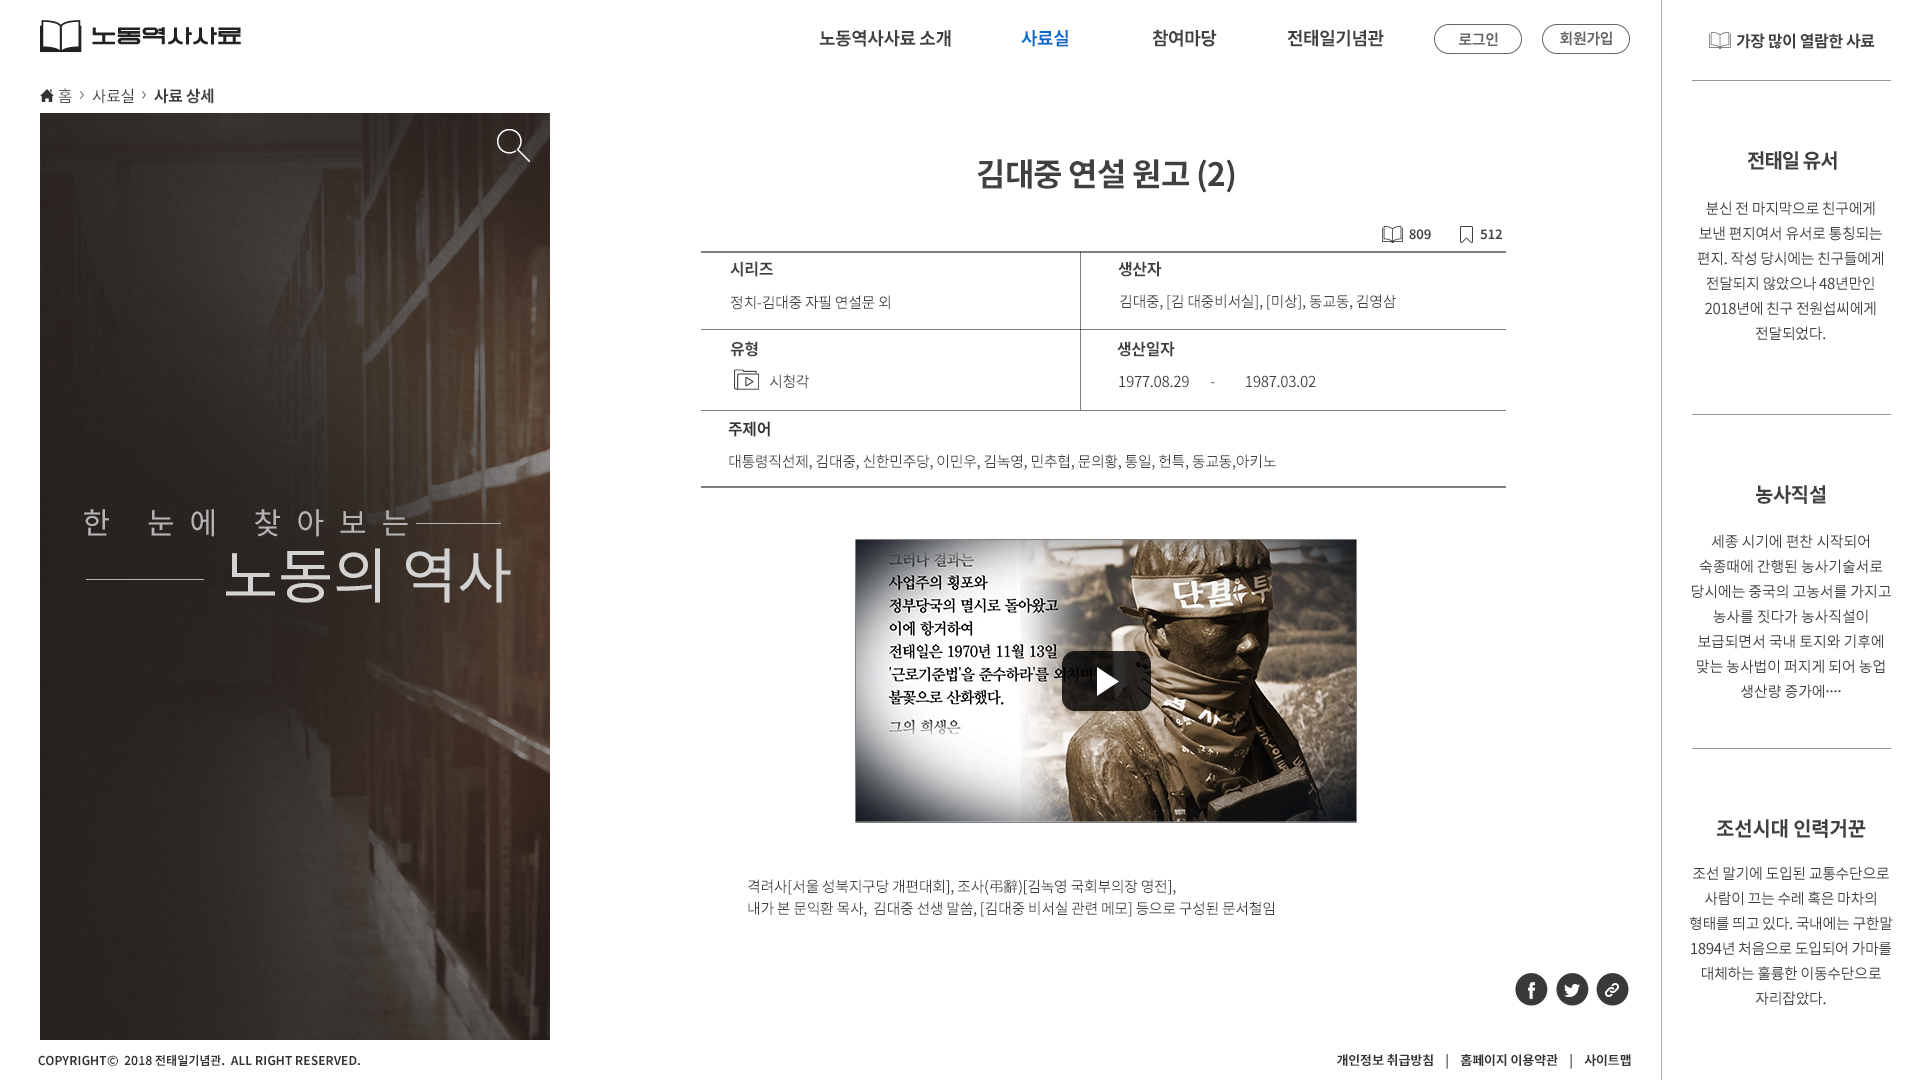 노동역사사료
노동역사사료 소개
사료실
참여마당
전태일기념관
로그인
회원가입
홈 > 사료실 > 사료 상세
한 눈에 찾아보는
노동의 역사
김대중 연설 원고 (2)
809
512
시리즈
정치-김대중 자필 연설문 외
생산자
김대중, [김 대중비서실], [미상], 동교동, 김영삼
유형
시청각
생산일자
1977.08.29 - 1987.03.02
주제어
대통령직선제, 김대중, 신한민주당, 이민우, 김녹영, 민추협, 문의황, 통일, 헌특, 동교동,아키노
그러나 결과는
사업주의 횡포와
정부당국의 멸시로 돌아왔고
이에 항거하여
전태일은 1970년 11월 13일
'근로기준법'을 준수하라'를 외치며
불꽃으로 산화했다.
그의 희생은
단결 투
격려사[서울 성북지구당 개편대회], 조사(弔辭)[김녹영 국회부의장 영전],
내가 본 문익환 목사, 김대중 선생 말씀, [김대중 비서실 관련 메모] 등으로 구성된 문서철임
가장 많이 열람한 사료
전태일 유서
분신 전 마지막으로 친구에게
보낸 편지여서 유서로 통칭되는
편지. 작성 당시에는 친구들에게
전달되지 않았으나 48년만인
2018년에 친구 전원섭씨에게
전달되었다.
농사직설
세종 시기에 편찬 시작되어
숙종때에 간행된 농사기술서로
당시에는 중국의 고농서를 가지고
농사를 짓다가 농사직설이
보급되면서 국내 토지와 기후에
맞는 농사법이 퍼지게 되어 농업
생산량 증가에····
조선시대 인력거꾼
조선 말기에 도입된 교통수단으로
사람이 끄는 수레 혹은 마차의
형태를 띄고 있다. 국내에는 구한말
1894년 처음으로 도입되어 가마를
대체하는 훌륭한 이동수단으로
자리잡았다.
COPYRIGHT© 2018 전태일기념관. ALL RIGHT RESERVED.
개인정보 취급방침 | 홈페이지 이용약관 | 사이트맵